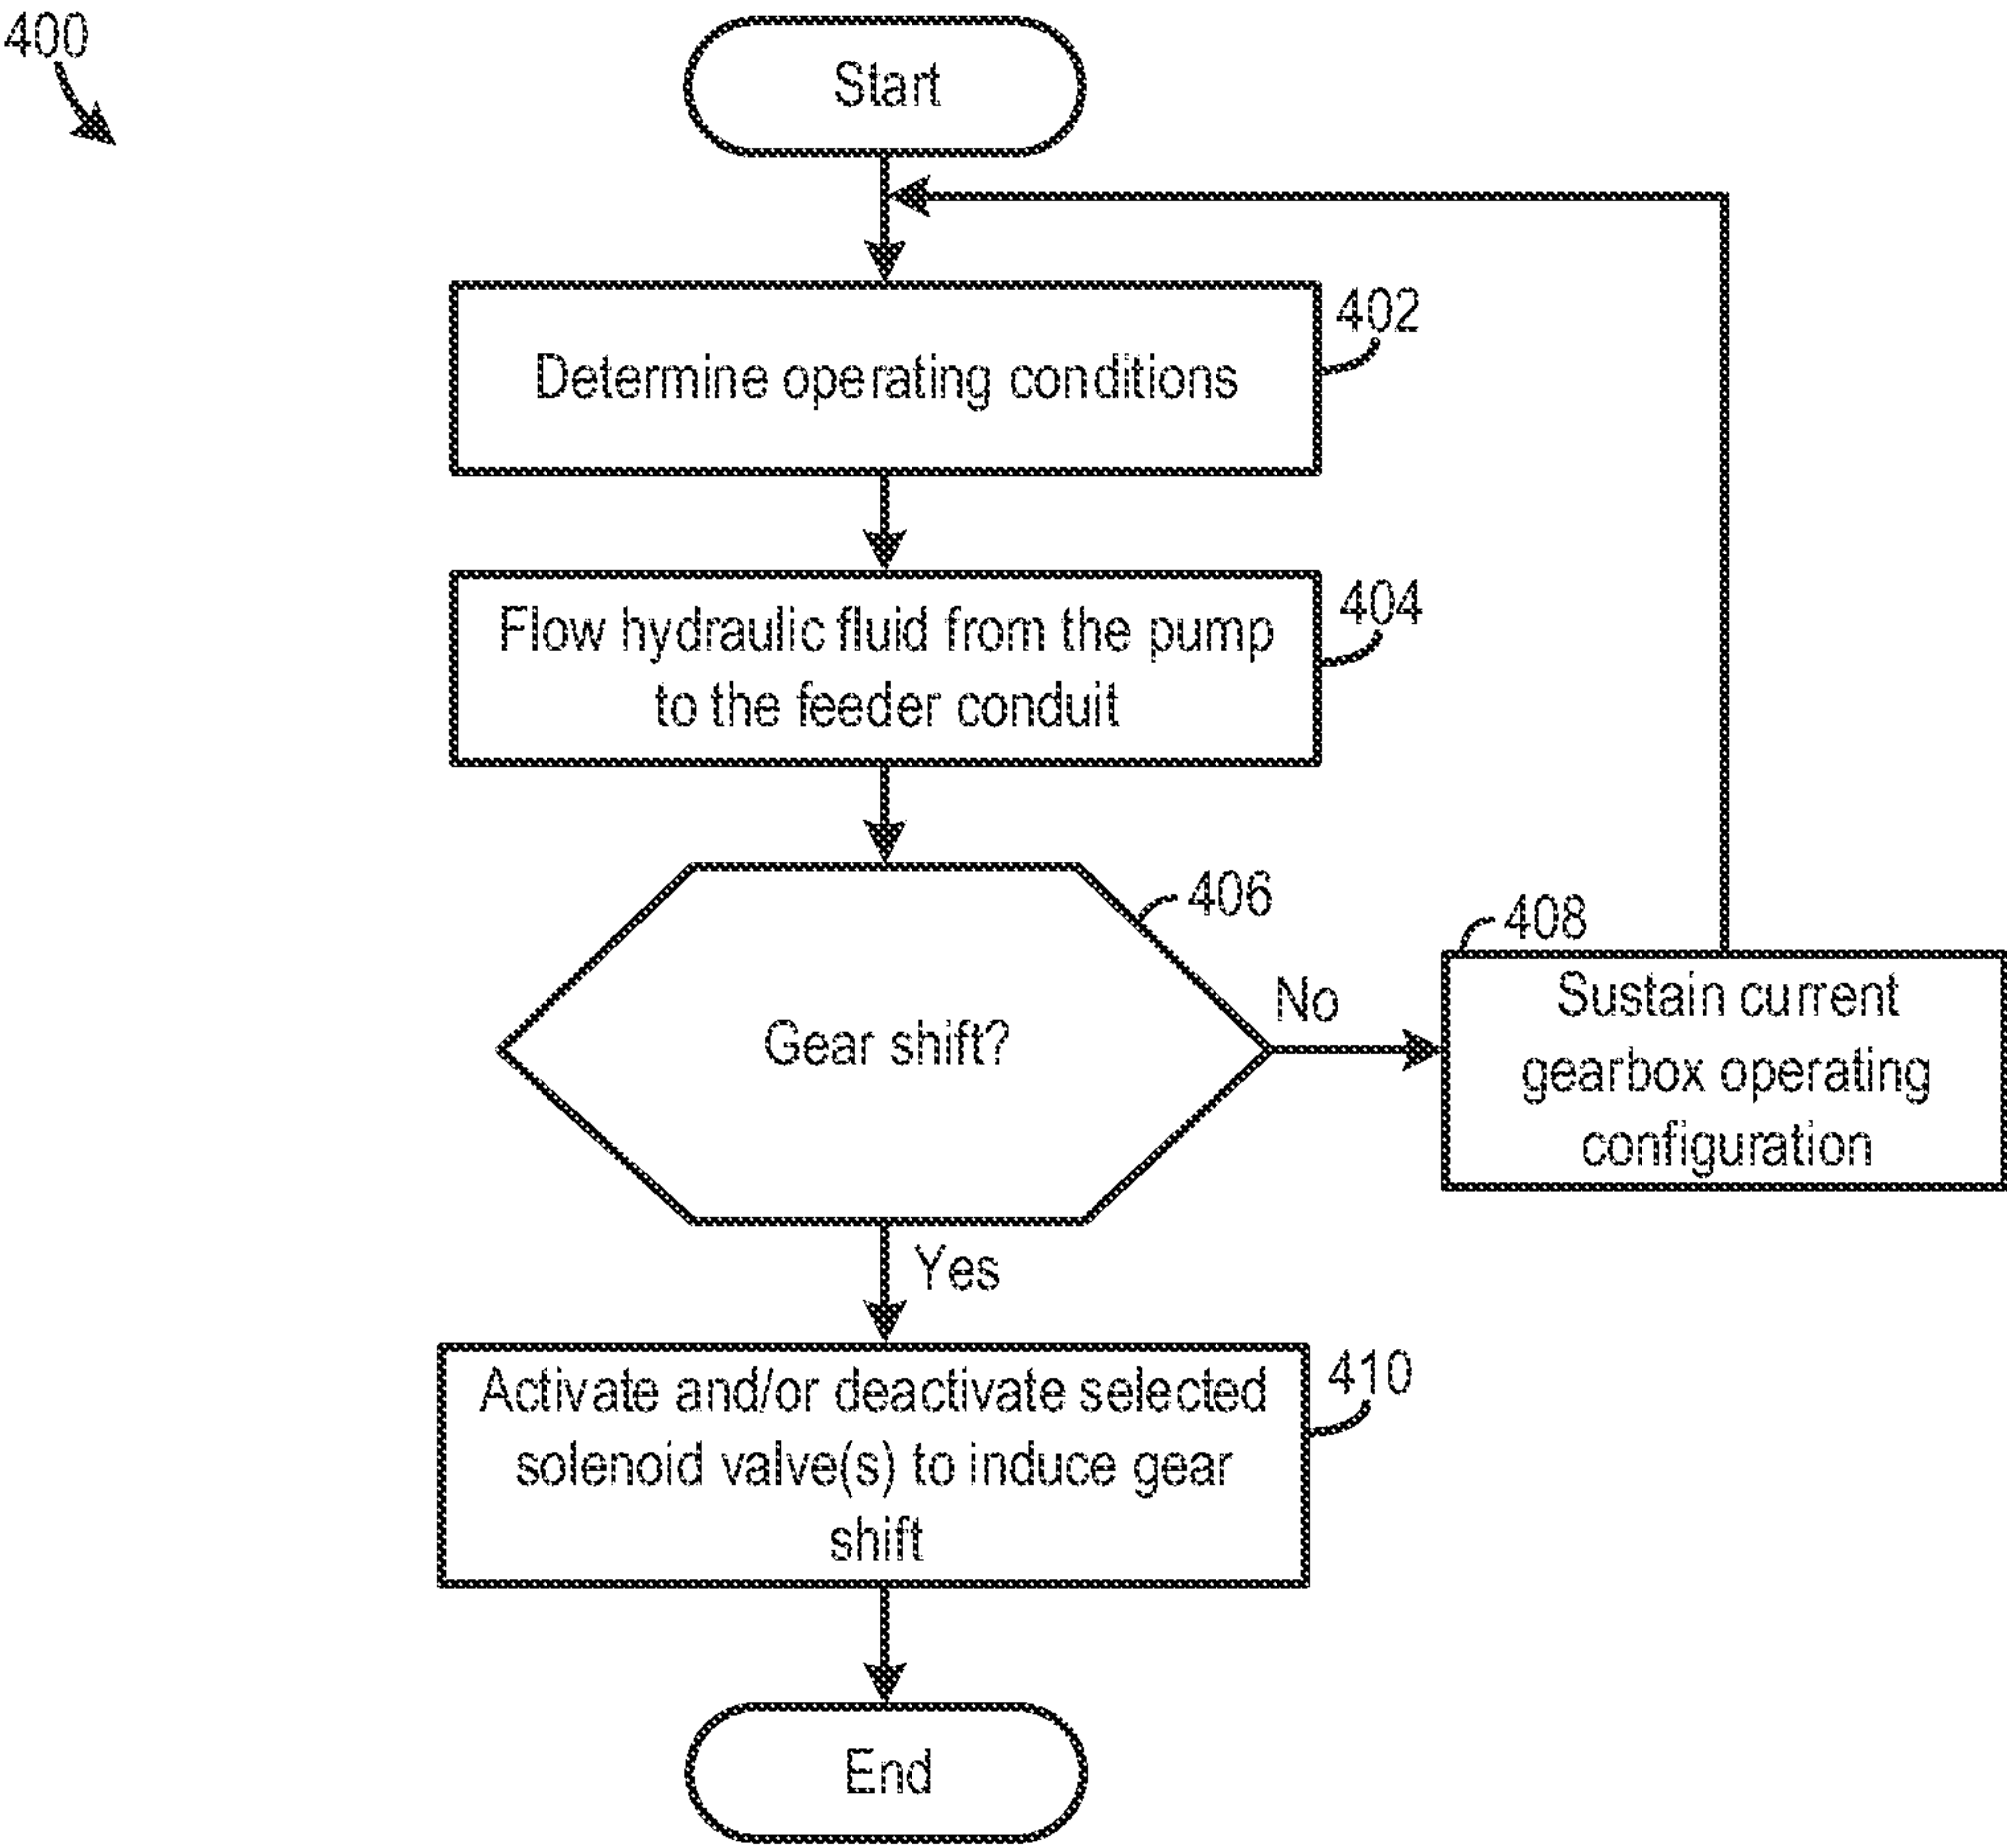 400
Start
402
Determine operating conditions
404
Flow hydraulic fluid from the pump
to the feeder conduit
406
Gear shift?
No
408
Sustain current
gearbox operating
configuration
Yes
410
Activate and/or deactivate selected
solenoid valve(s) to induce gear
shift
End